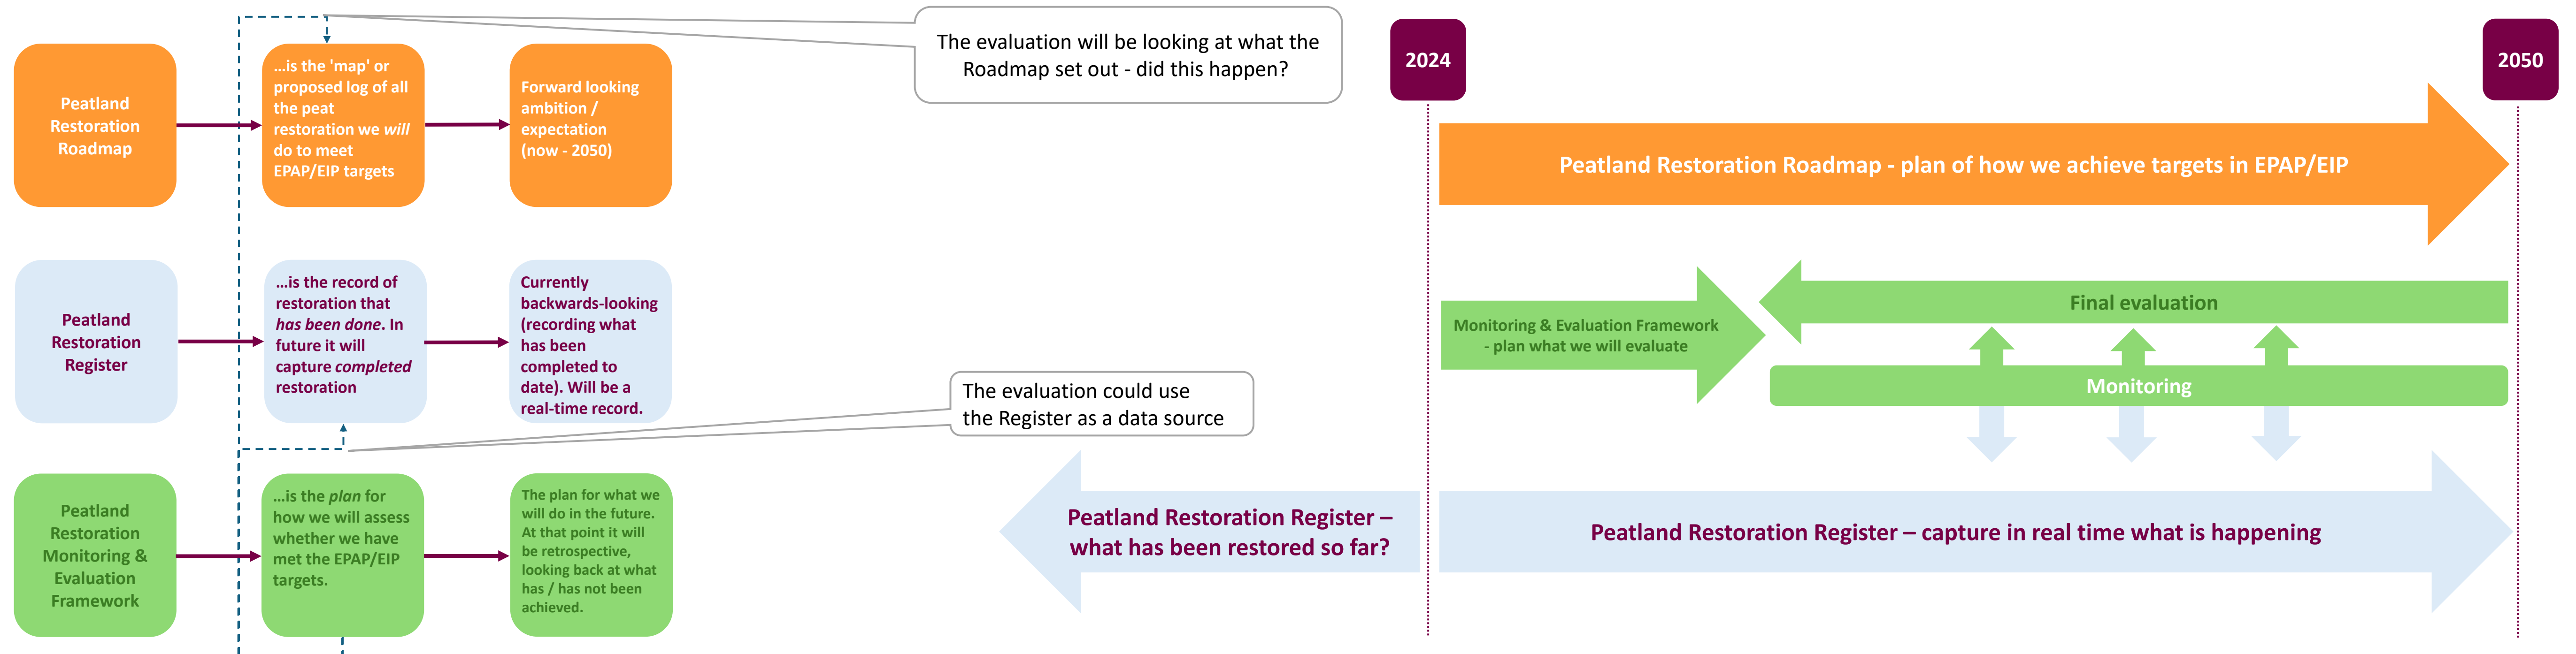 Peatland
Restoration
Roadmap
...is the 'map' or
proposed log of all
the peat
restoration we will
do to meet
EPAP/EIP targets
Forward looking
ambition /
expectation
(now - 2050)
The evaluation will be looking at what the
Roadmap set out - did this happen?
Peatland
Restoration
Register
...is the record of
restoration that
has been done. In
future it will
capture completed
restoration
Currently
backwards-looking
(recording what
has been
completed to
date). Will be a
real-time record.
The evaluation could use
the Register as a data source
Peatland
Restoration
Monitoring &
Evaluation
Framework
...is the plan for
how we will assess
whether we have
met the EPAP/EIP
targets.
The plan for what we
will do in the future.
At that point it will
be retrospective,
looking back at what
has / has not been
achieved.
2024
2050
Peatland Restoration Roadmap - plan of how we achieve targets in EPAP/EIP
Monitoring & Evaluation Framework
- plan what we will evaluate
Final evaluation
Monitoring
Peatland Restoration Register –
what has been restored so far?
Peatland Restoration Register – capture in real time what is happening